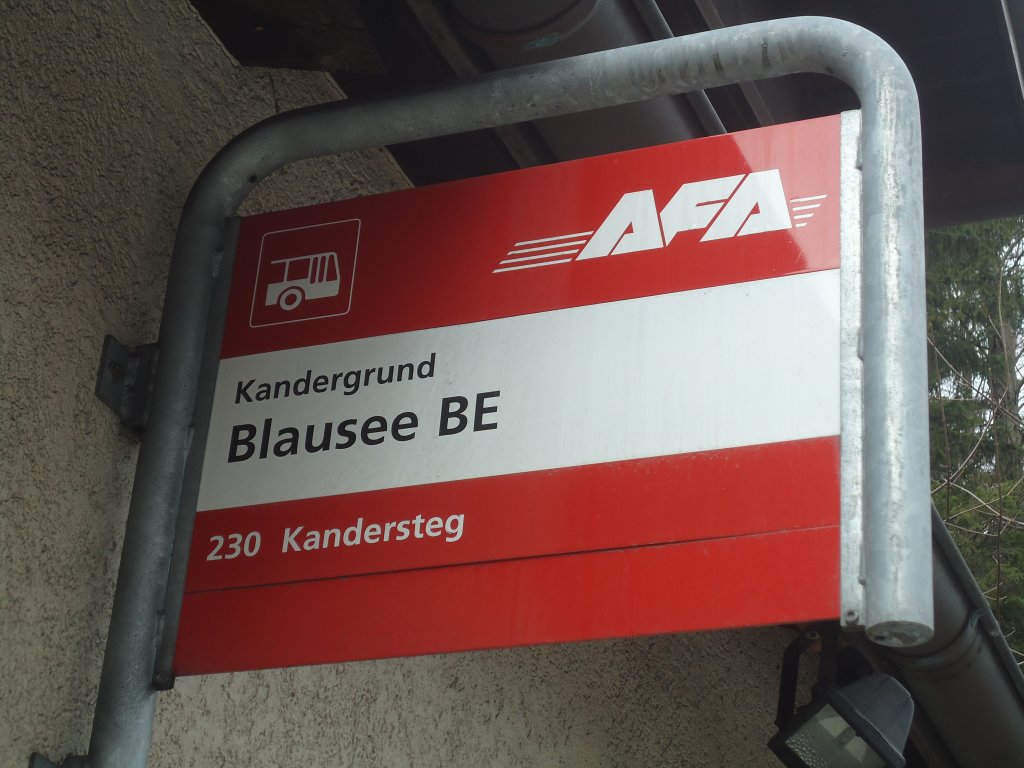 AFA
Kandergrund
Blausee BE
230 Kandersteg